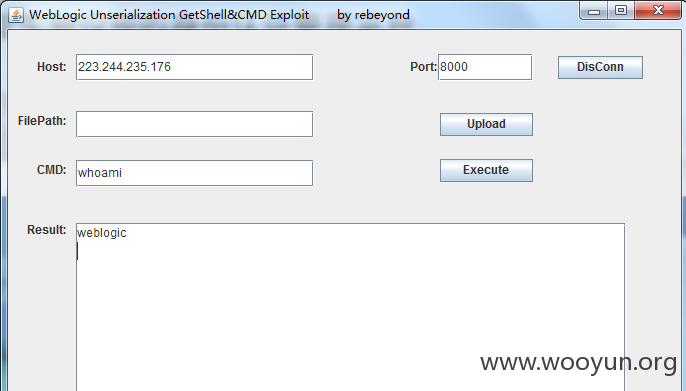 WebLogic Unserialization GetShell&CMD Exploit by rebeyond
Host: 223.244.235.176 Port: 8000 DisConn
FilePath: Upload
CMD: whoami Execute
Result: weblogic
www.wooyun.org